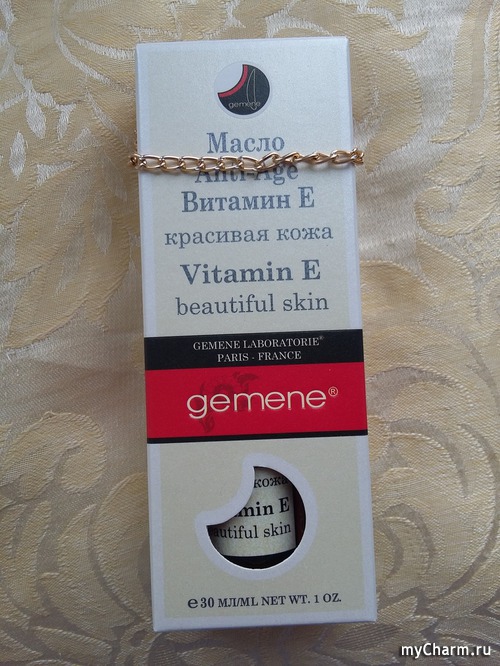 gemene
Масло
Anti-Age
Витамин Е
красивая кожа
Vitamin E
beautiful skin
GEMENE LABORATORIE®
PARIS - FRANCE
gemene®
кожа
min E
autiful skin
℮ 30 МЛ/ML NET WT. 1 OZ.
myCharm.ru